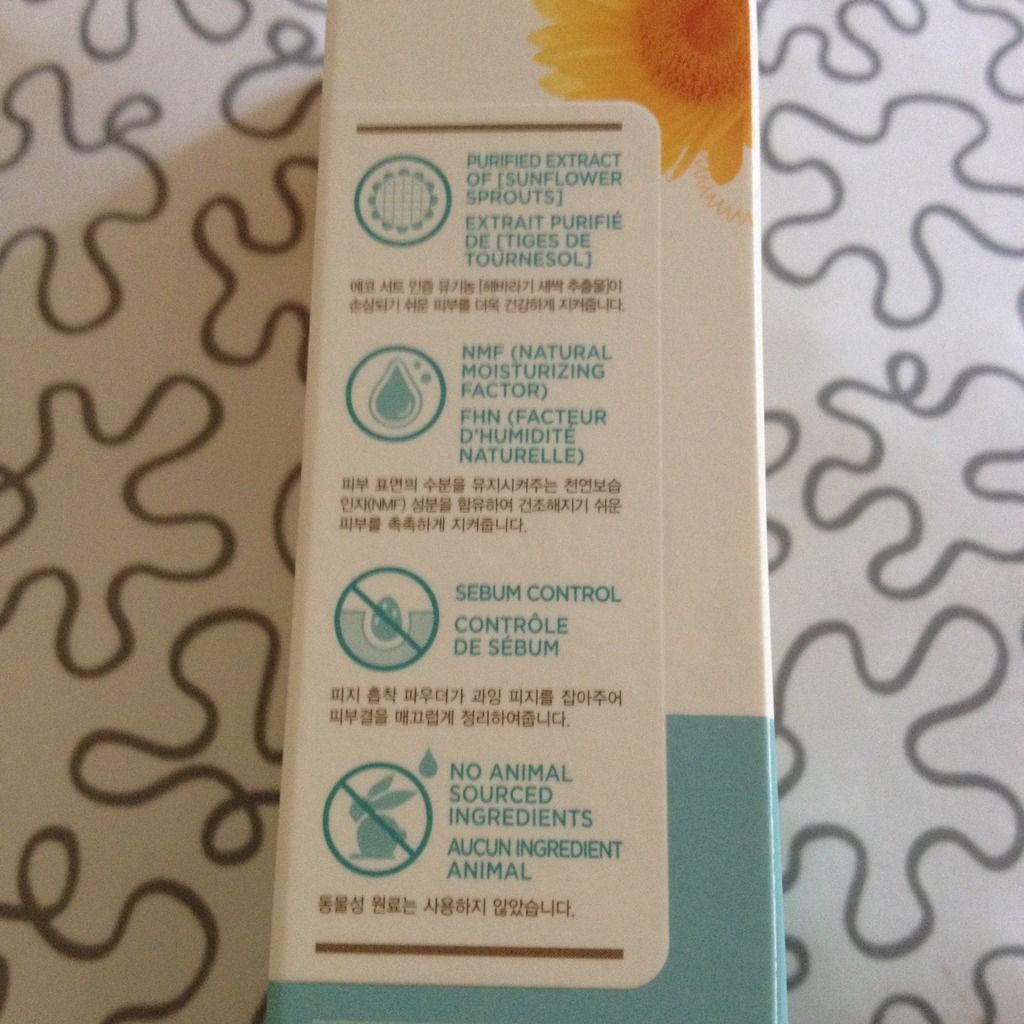 PURIFIED EXTRACT
OF [SUNFLOWER
SPROUTS]
EXTRAIT PURIFIÉ
DE [TIGES DE
TOURNESOL]
에코 서트 인증 유기농 [해바라기 새싹 추출물]이
손상되기 쉬운 피부를 더욱 건강하게 지켜줍니다.
NMF (NATURAL
MOISTURIZING
FACTOR)
FHN (FACTEUR
D'HUMIDITÉ
NATURELLE)
피부 표면의 수분을 유지시켜주는 천연보습
인자(NMF) 성분을 함유하여 건조해지기 쉬운
피부를 촉촉하게 지켜줍니다.
SEBUM CONTROL
CONTRÔLE
DE SÉBUM
피지 흡착 파우더가 과잉 피지를 잡아주어
피부결을 매끄럽게 정리하여줍니다.
NO ANIMAL
SOURCED
INGREDIENTS
AUCUN INGREDIENT
ANIMAL
동물성 원료는 사용하지 않았습니다.